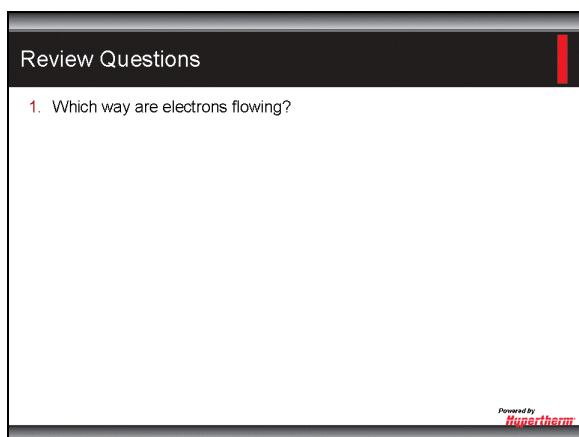 Review Questions
1. Which way are electrons flowing?
Powered by
Hypertherm